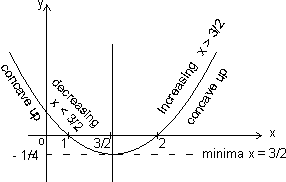 y
concave up
decreasing
x < 3/2
Increasing x > 3/2
concave up
0 1 3/2 2 x
- 1/4 minima x = 3/2